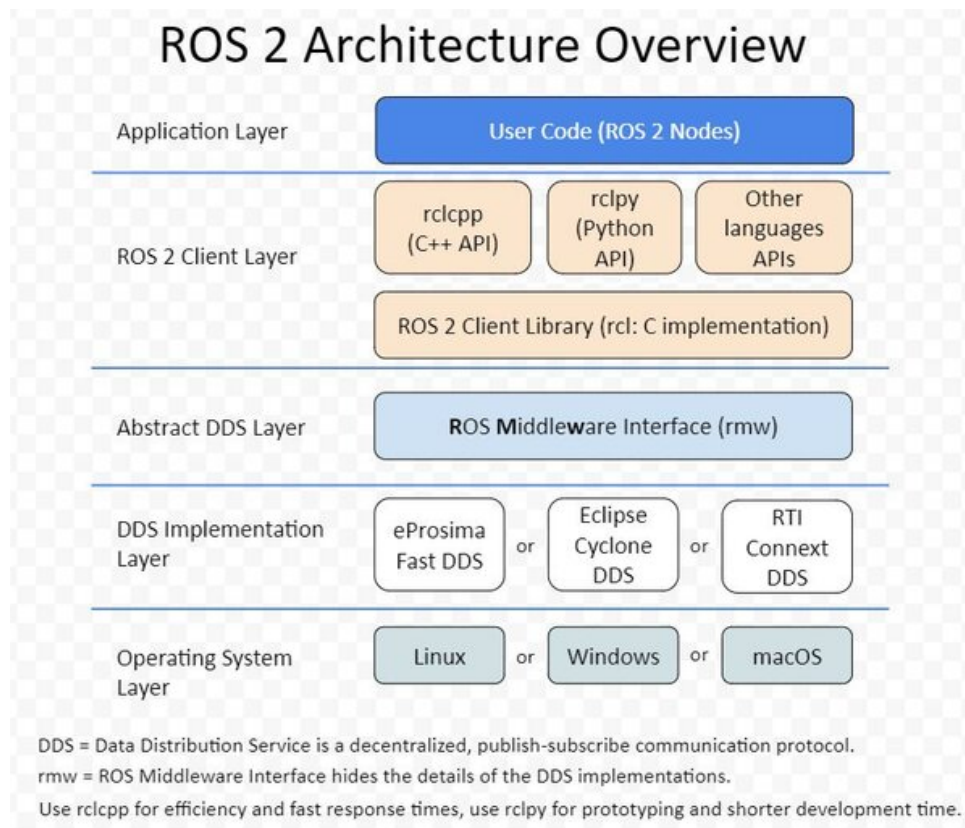 ROS 2 Architecture Overview
Application Layer
User Code (ROS 2 Nodes)
ROS 2 Client Layer
rclcpp
(C++ API)
rclpy
(Python
API)
Other
languages
APIs
ROS 2 Client Library (rcl: C implementation)
Abstract DDS Layer
ROS Middleware Interface (rmw)
DDS Implementation
Layer
eProsima
Fast DDS
or
Eclipse
Cyclone
DDS
or
RTI
Connext
DDS
Operating System
Layer
Linux
or
Windows
or
macOS
DDS = Data Distribution Service is a decentralized, publish-subscribe communication protocol.
rmw = ROS Middleware Interface hides the details of the DDS implementations.
Use rclcpp for efficiency and fast response times, use rclpy for prototyping and shorter development time.